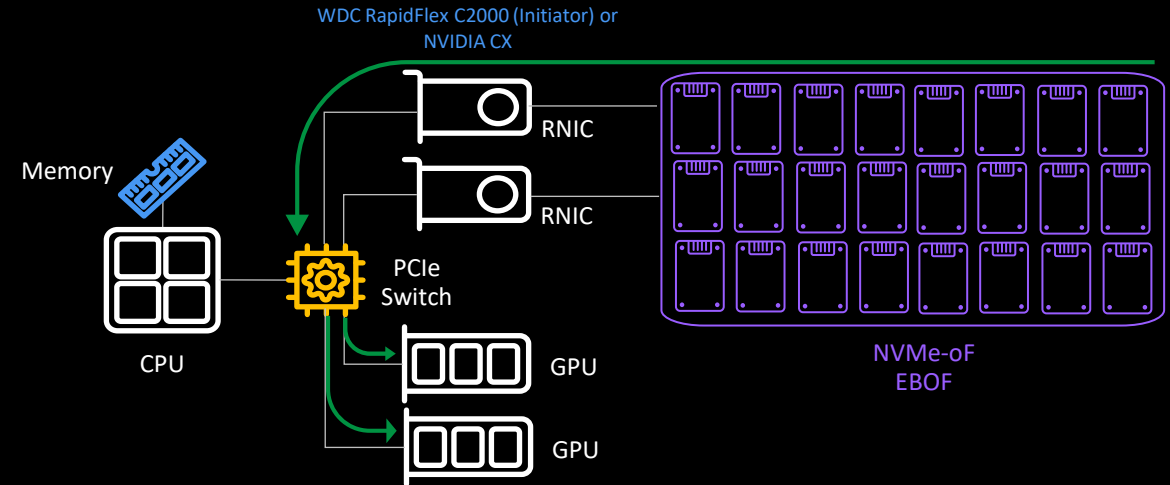 WDC RapidFlex C2000 (Initiator) or
NVIDIA CX
RNIC
Memory
RNIC
PCIe
Switch
CPU
GPU
GPU
NVMe-oF
EBOF